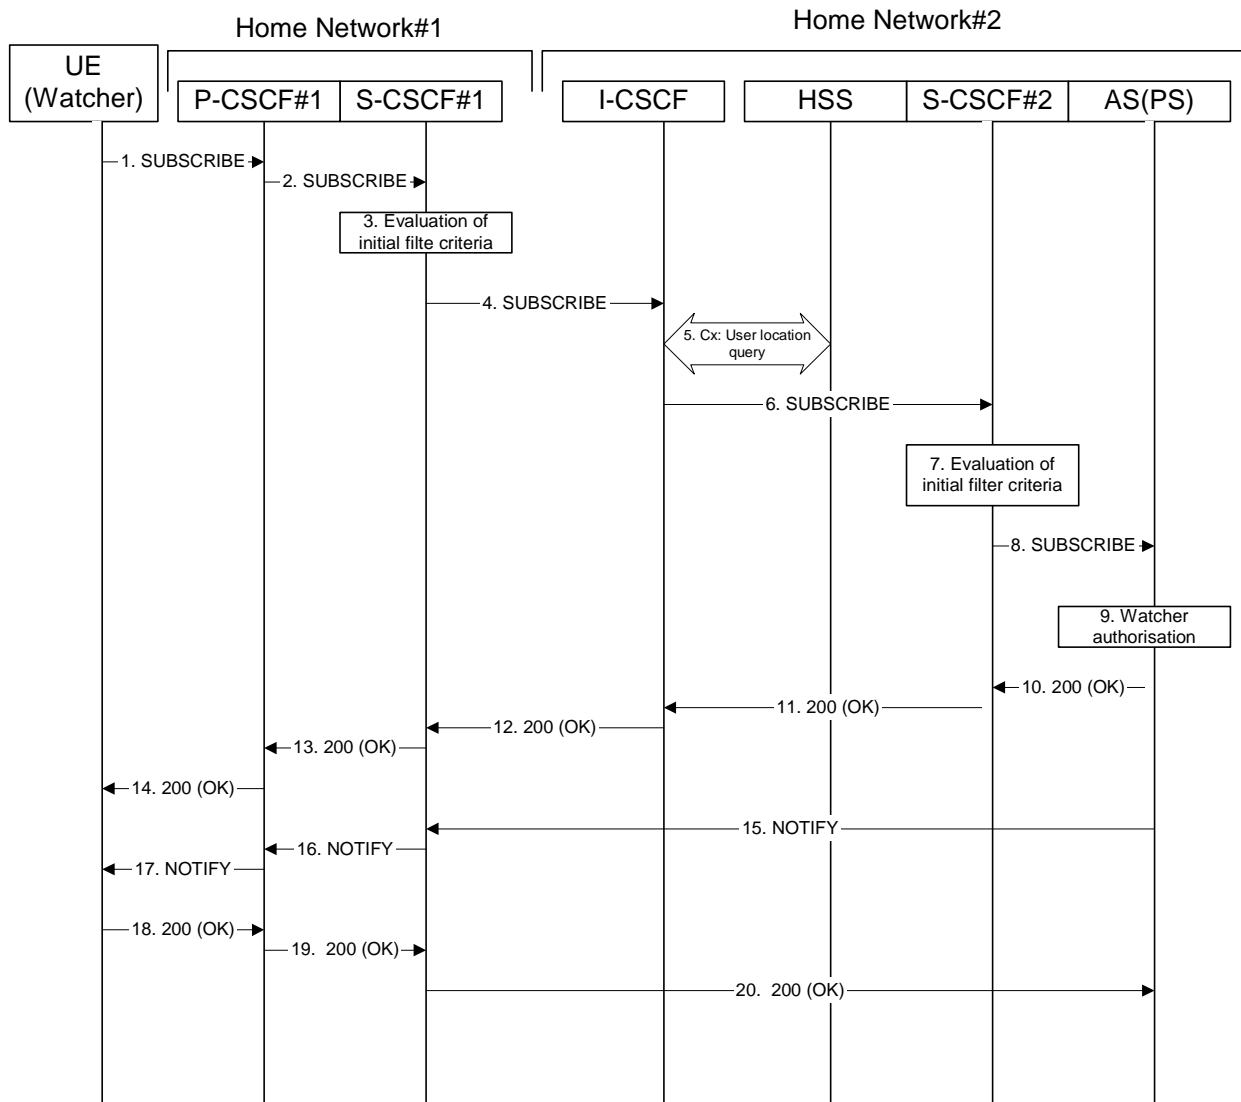 Home Network#1
Home Network#2
UE
(Watcher)
P-CSCF#1
S-CSCF#1
I-CSCF
HSS
S-CSCF#2
AS(PS)
1. SUBSCRIBE
2. SUBSCRIBE
3. Evaluation of
initial filte criteria
4. SUBSCRIBE
5. Cx: User location
query
6. SUBSCRIBE
7. Evaluation of
initial filter criteria
8. SUBSCRIBE
9. Watcher
authorisation
10. 200 (OK)
11. 200 (OK)
12. 200 (OK)
13. 200 (OK)
14. 200 (OK)
15. NOTIFY
16. NOTIFY
17. NOTIFY
18. 200 (OK)
19. 200 (OK)
20. 200 (OK)